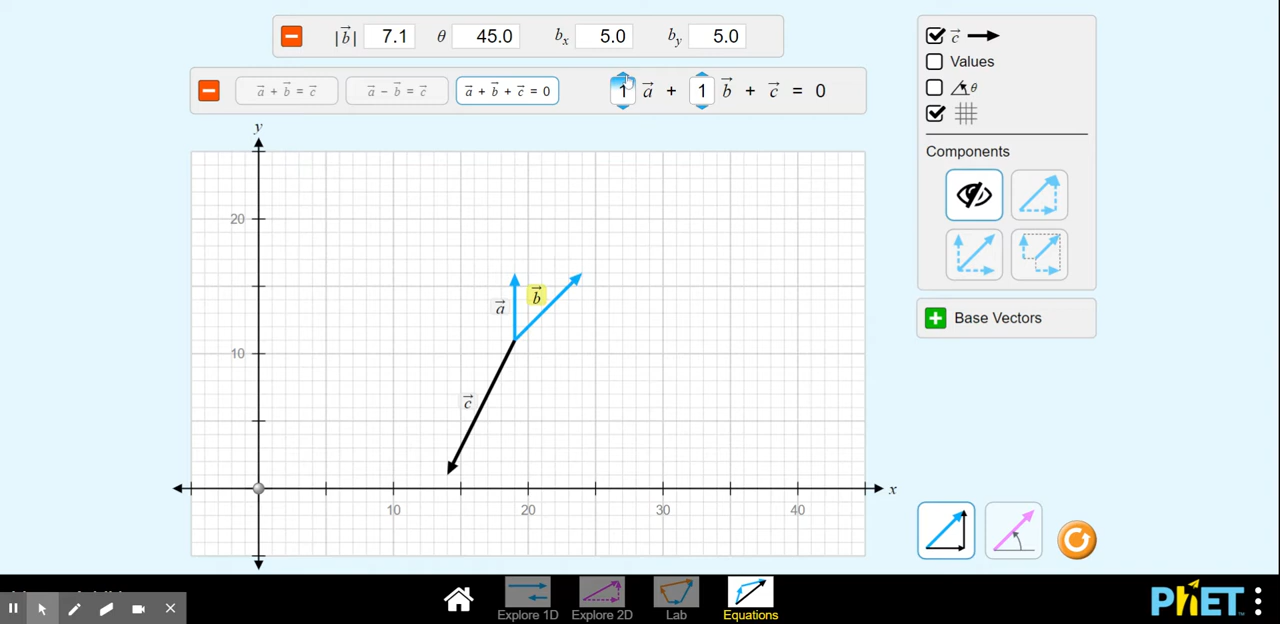 |b⃗| 7.1 θ 45.0 bₓ 5.0 b_y 5.0
a⃗ + b⃗ = c⃗ a⃗ − b⃗ = c⃗ a⃗ + b⃗ + c⃗ = 0 1 a⃗ + 1 b⃗ + c⃗ = 0
c⃗
Values
θ
Components
Base Vectors
y
20
10
a⃗
b⃗
c⃗
x
10 20 30 40
Explore 1D Explore 2D Lab Equations
PhET